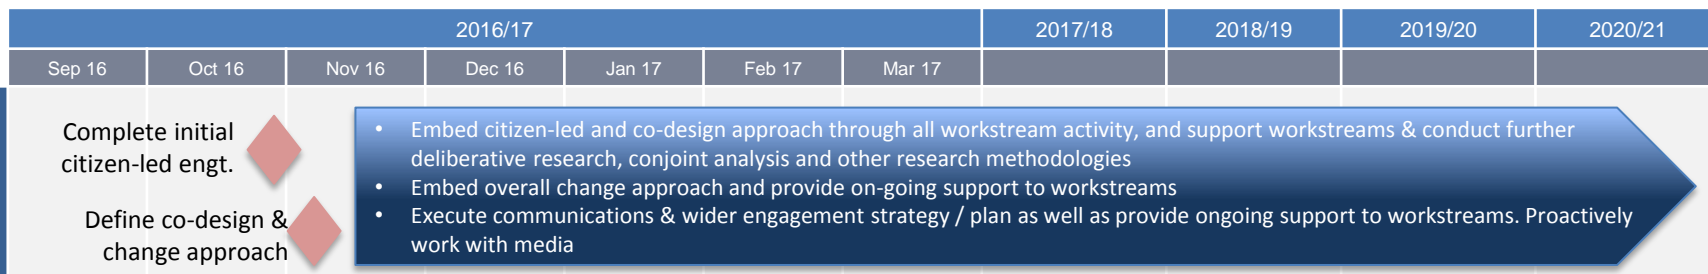 2016/17 2017/18 2018/19 2019/20 2020/21
Sep 16 Oct 16 Nov 16 Dec 16 Jan 17 Feb 17 Mar 17
Complete initial
citizen-led engt.
Define co-design &
change approach
• Embed citizen-led and co-design approach through all workstream activity, and support workstreams & conduct further
deliberative research, conjoint analysis and other research methodologies
• Embed overall change approach and provide on-going support to workstreams
• Execute communications & wider engagement strategy / plan as well as provide ongoing support to workstreams. Proactively
work with media